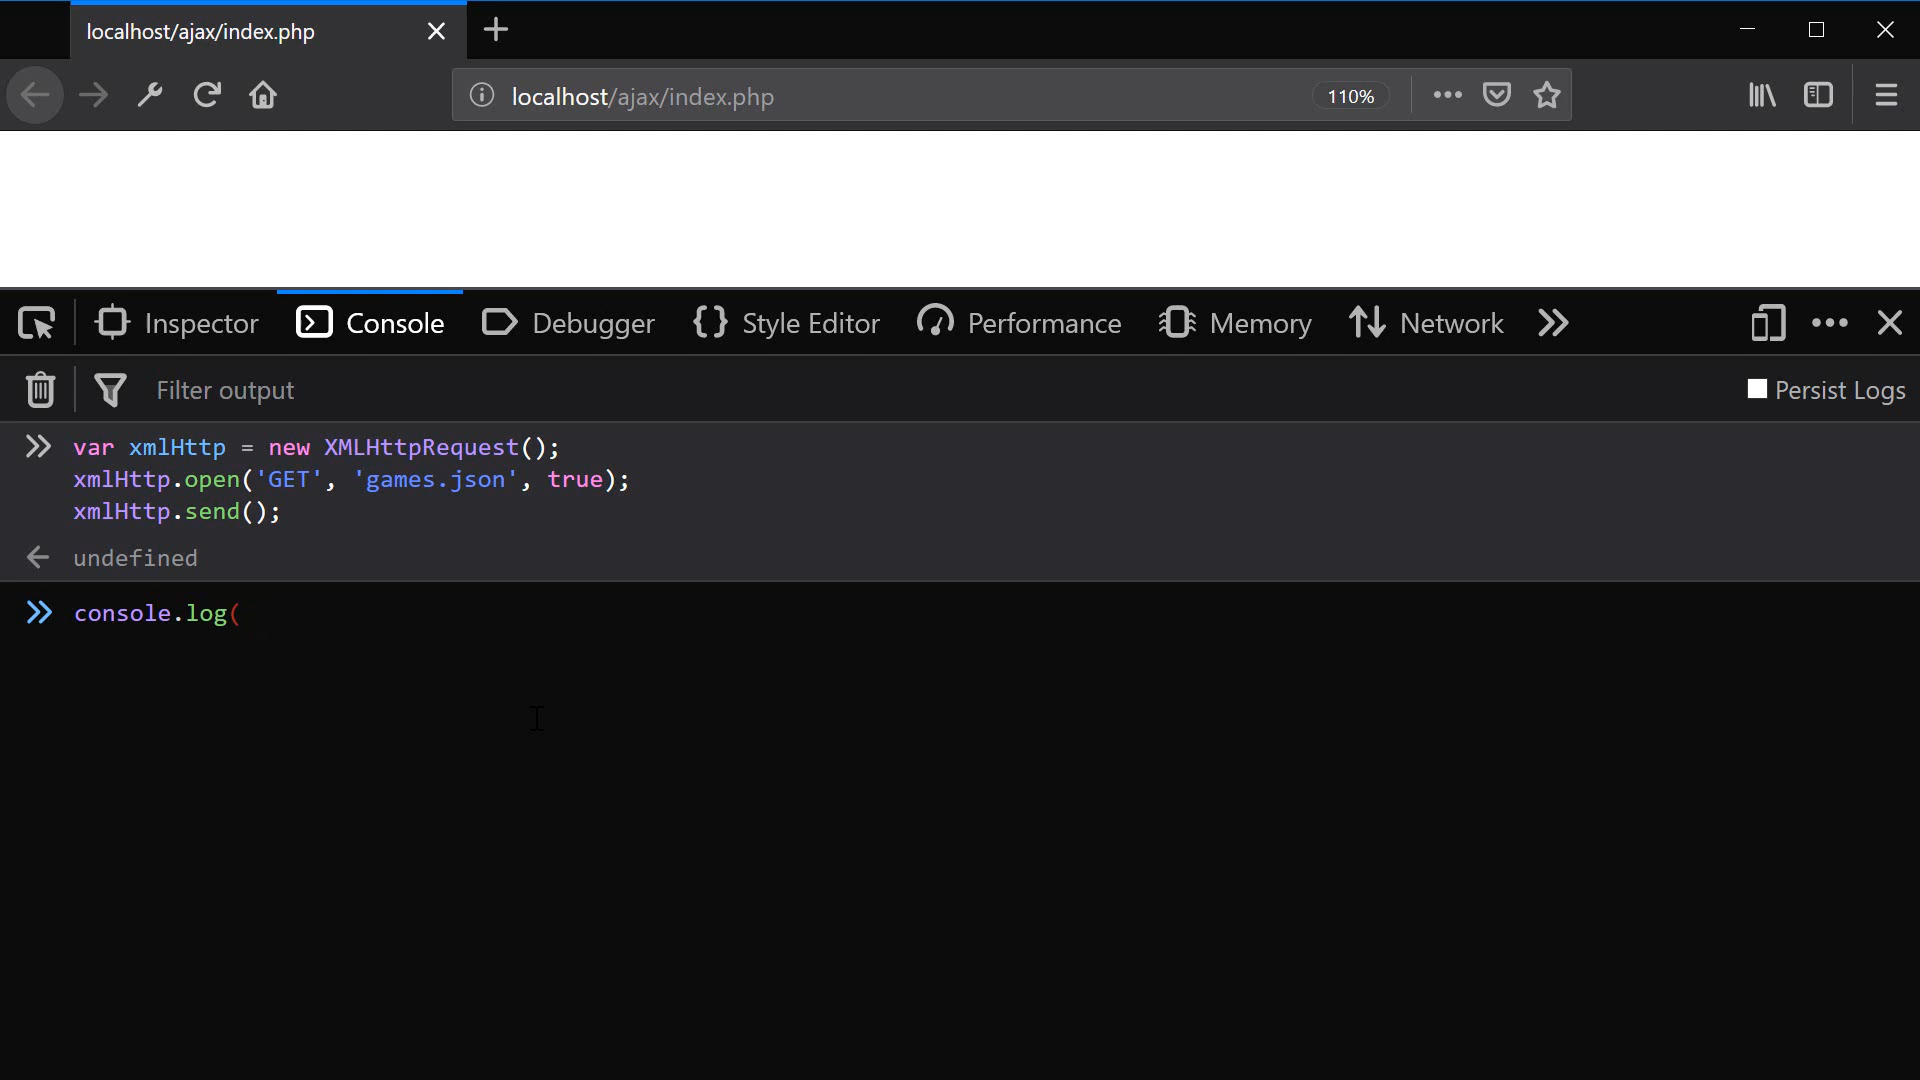 localhost/ajax/index.php
localhost/ajax/index.php 110%
Inspector Console Debugger Style Editor Performance Memory Network
Filter output Persist Logs
var xmlHttp = new XMLHttpRequest();
xmlHttp.open('GET', 'games.json', true);
xmlHttp.send();
undefined
console.log(